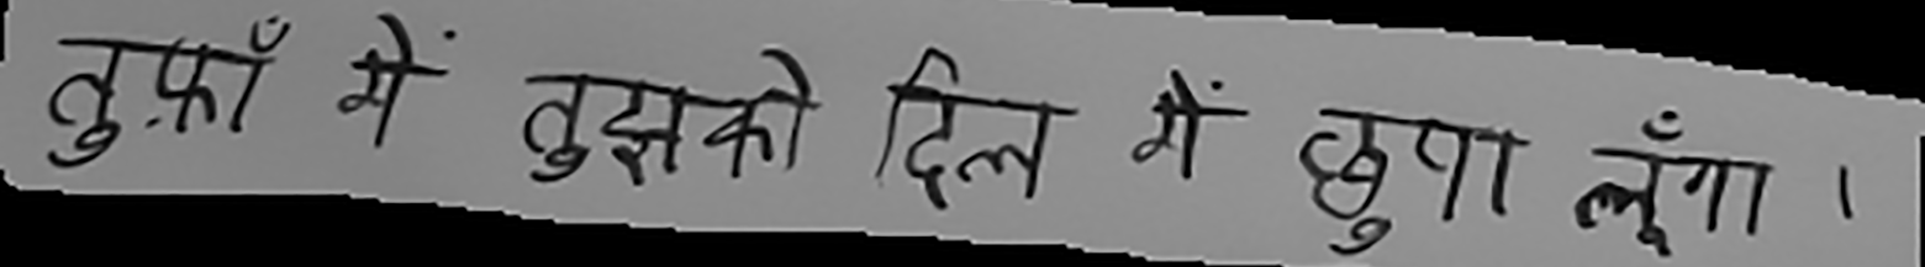 तुफ़ाँ में तुझको दिल में छुपा लूँगा ।